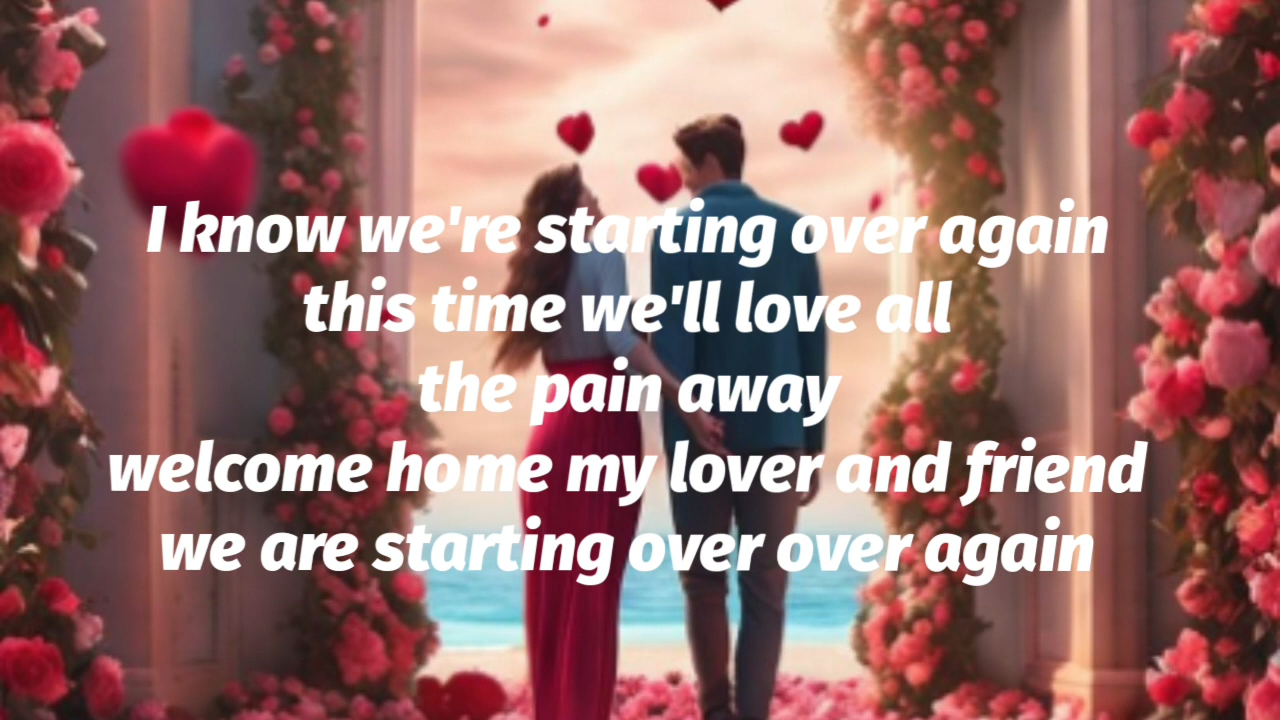 I know we're starting over again
this time we'll love all
the pain away
welcome home my lover and friend
we are starting over over again